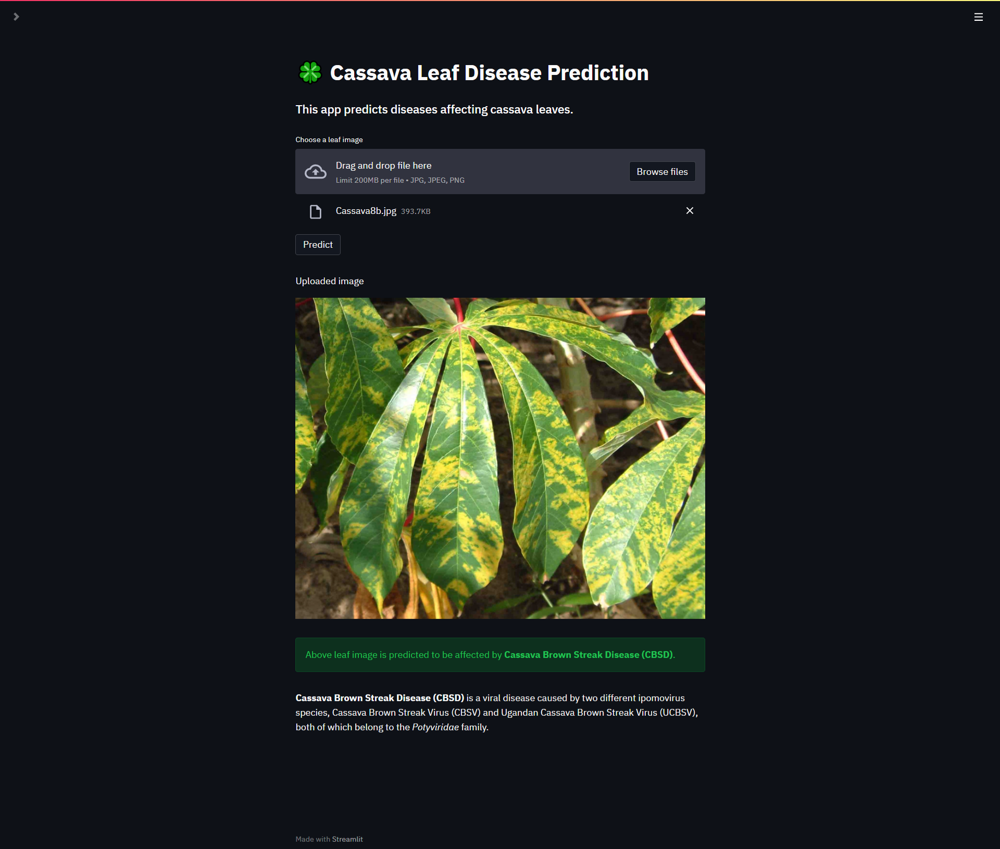 Cassava Leaf Disease Prediction
This app predicts diseases affecting cassava leaves.
Choose a leaf image
Drag and drop file here
Limit 200MB per file • JPG, JPEG, PNG
Browse files
Cassava8b.jpg 393.7KB
Predict
Uploaded image
Above leaf image is predicted to be affected by Cassava Brown Streak Disease (CBSD).
Cassava Brown Streak Disease (CBSD) is a viral disease caused by two different ipomovirus
species, Cassava Brown Streak Virus (CBSV) and Ugandan Cassava Brown Streak Virus (UCBSV),
both of which belong to the Potyviridae family.
Made with Streamlit